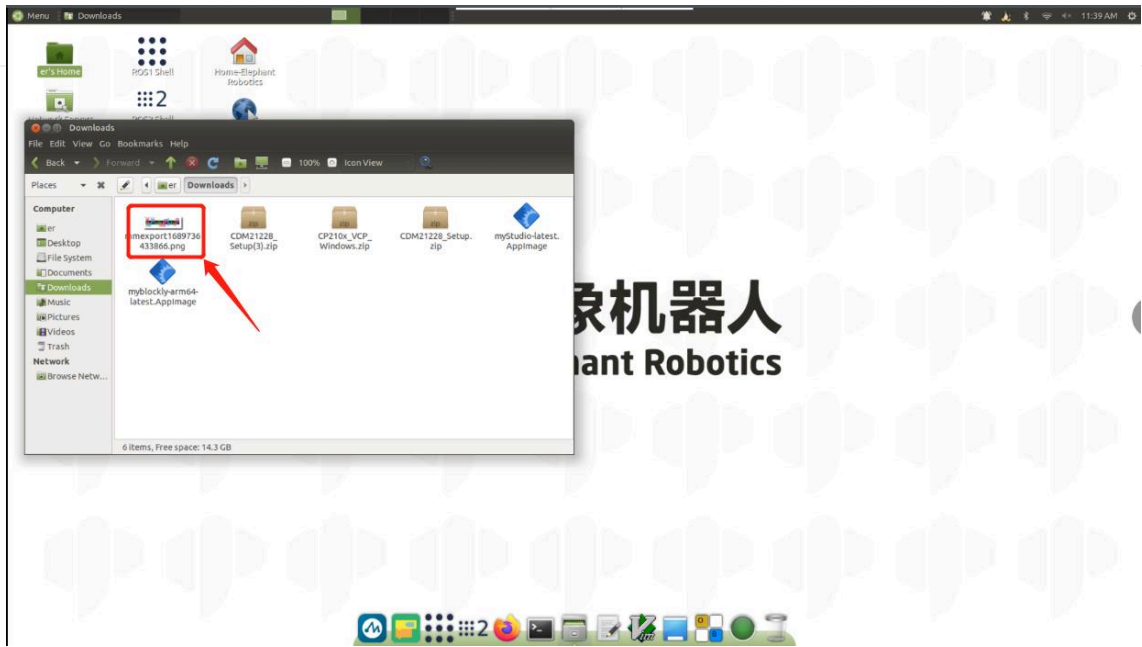 Menu Downloads 11:39 AM
er's Home ROS1 Shell Home-Elephant
Robotics
2
Downloads
File Edit View Go Bookmarks Help
Back Forward 100% Icon View
Places er Downloads
Computer
er
Desktop
File System
Documents
Downloads
Music
Pictures
Videos
Trash
Network
Browse Netw...
mmexport1689736
433866.png
CDM21228_
Setup(3).zip
CP210x_VCP_
Windows.zip
CDM21228_Setup.
zip
myStudio-latest.
AppImage
myblockly-arm64-
latest.AppImage
6 items, Free space: 14.3 GB
象机器人
hant Robotics
2